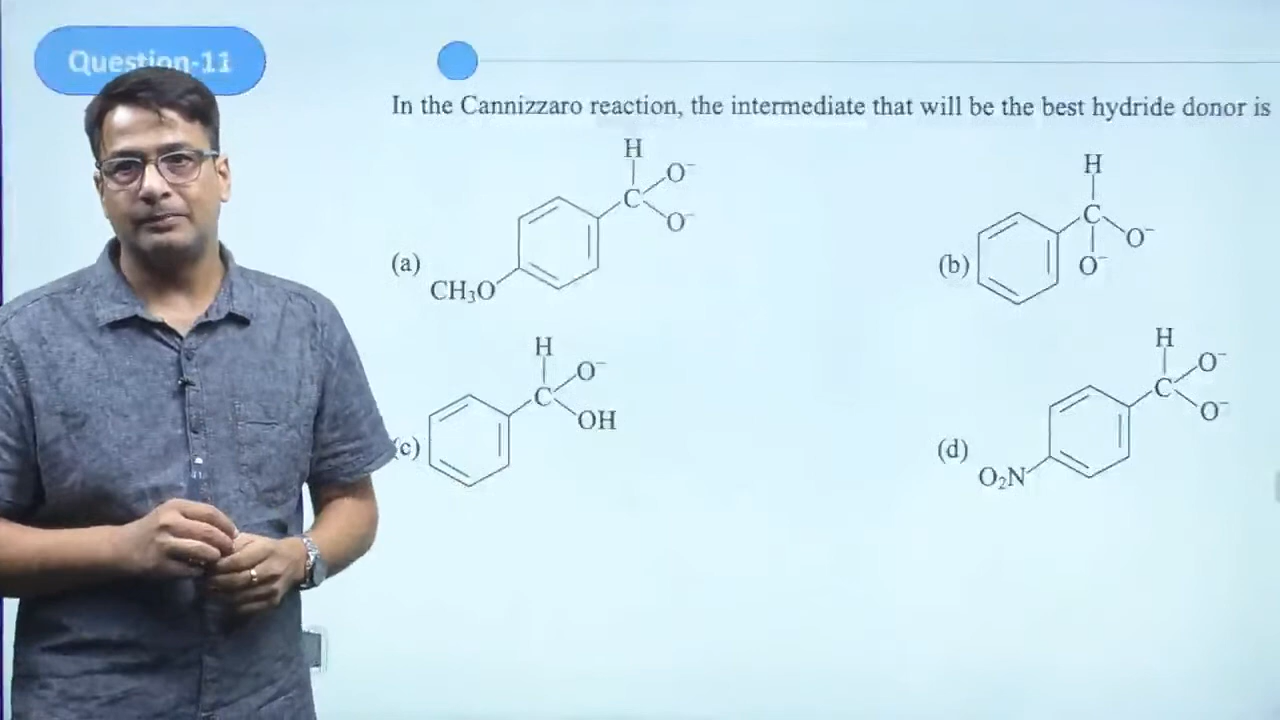 Question-11
In the Cannizzaro reaction, the intermediate that will be the best hydride donor is
(a)
H
C
O⁻
O⁻
CH₃O
(b)
H
C
O⁻
O⁻
(c)
H
C
O⁻
OH
(d)
H
C
O⁻
O⁻
O₂N